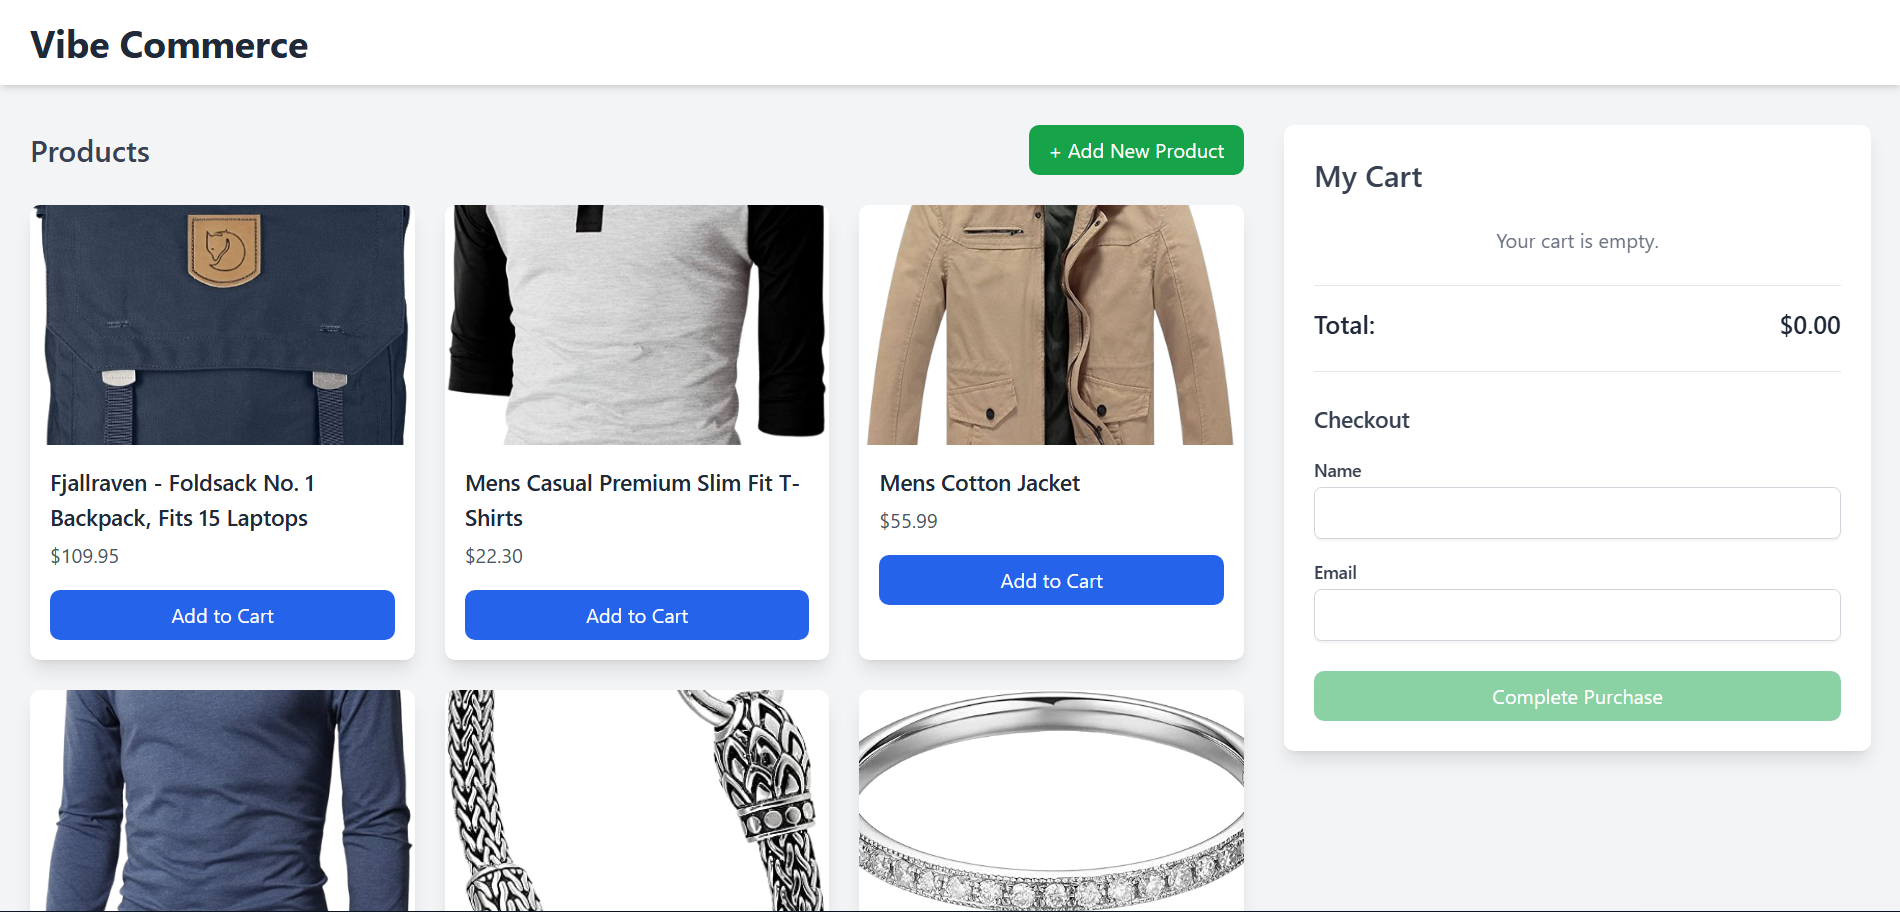 Vibe Commerce
Products
+ Add New Product
Fjallraven - Foldsack No. 1
Backpack, Fits 15 Laptops
$109.95
Add to Cart
Mens Casual Premium Slim Fit T-
Shirts
$22.30
Add to Cart
Mens Cotton Jacket
$55.99
Add to Cart
My Cart
Your cart is empty.
Total:
$0.00
Checkout
Name
Email
Complete Purchase